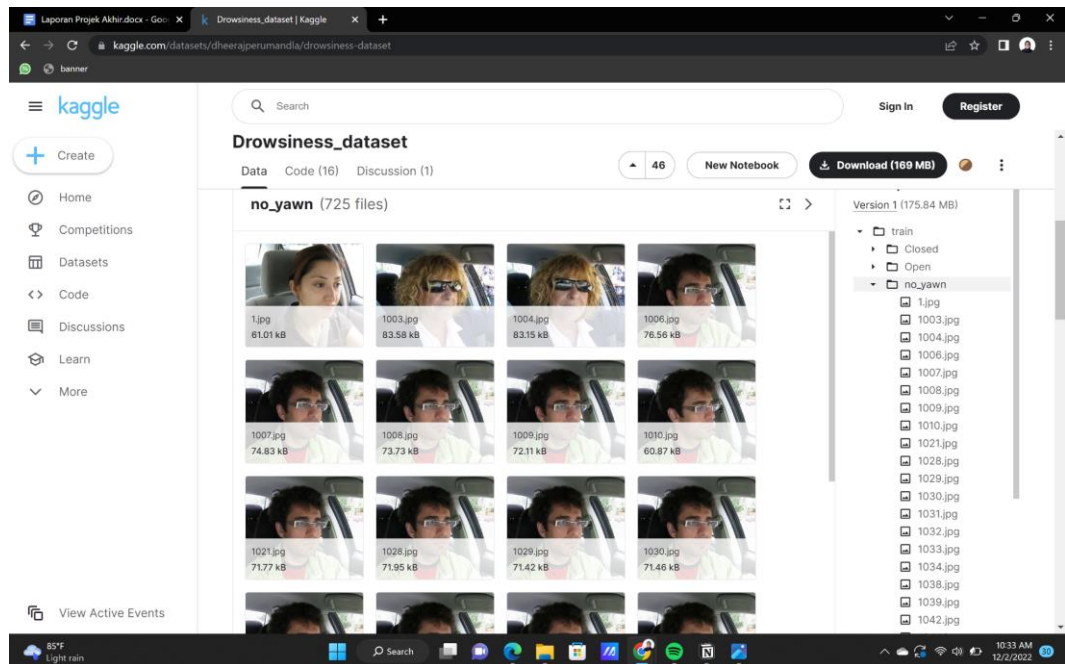 Laporan Projek Akhir.docx - Goo
Drowsiness_dataset | Kaggle
kaggle.com/datasets/dheerajperumandla/drowsiness-dataset
banner
kaggle
Search
Sign In
Register
Create
Home
Competitions
Datasets
Code
Discussions
Learn
More
View Active Events
Drowsiness_dataset
Data Code (16) Discussion (1)
46
New Notebook
Download (169 MB)
no_yawn (725 files)
1.jpg
61.01 kB
1003.jpg
83.58 kB
1004.jpg
83.15 kB
1006.jpg
76.56 kB
1007.jpg
74.83 kB
1008.jpg
73.73 kB
1009.jpg
72.11 kB
1010.jpg
60.87 kB
1021.jpg
71.77 kB
1028.jpg
71.95 kB
1029.jpg
71.42 kB
1030.jpg
71.46 kB
Version 1 (175.84 MB)
train
Closed
Open
no_yawn
1.jpg
1003.jpg
1004.jpg
1006.jpg
1007.jpg
1008.jpg
1009.jpg
1010.jpg
1021.jpg
1028.jpg
1029.jpg
1030.jpg
1031.jpg
1032.jpg
1033.jpg
1034.jpg
1038.jpg
1039.jpg
1042.jpg
85°F
Light rain
Search
10:33 AM
12/2/2022
30